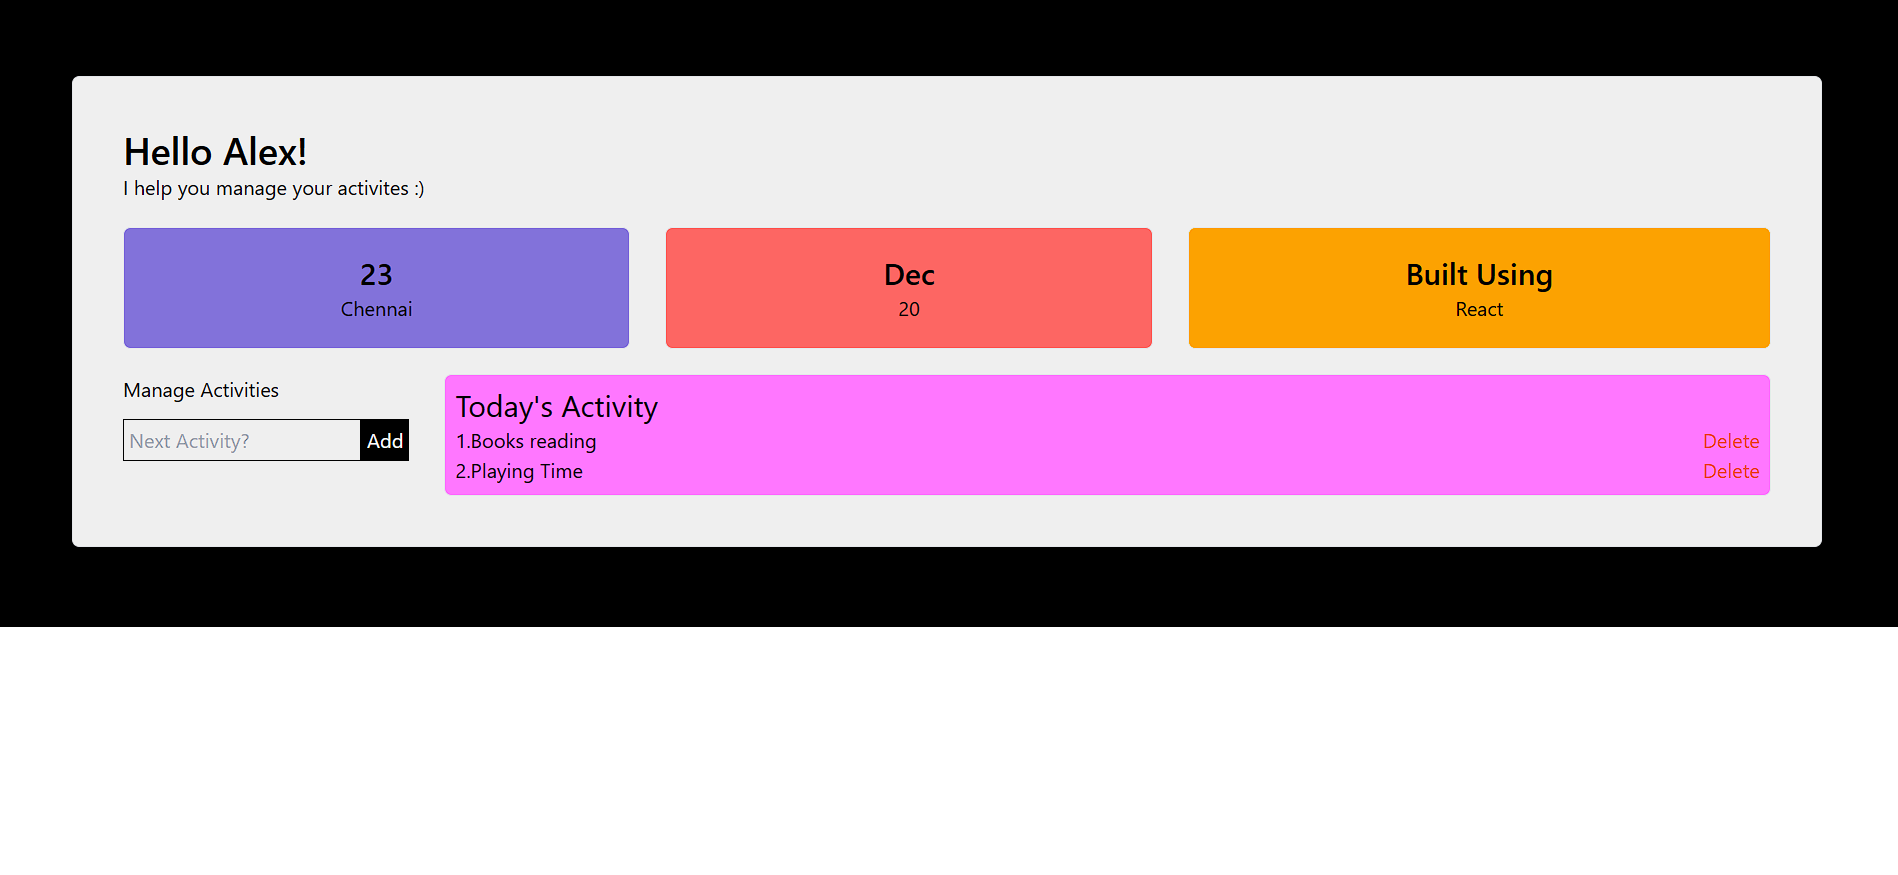 Hello Alex!
I help you manage your activites :)
23
Chennai
Dec
20
Built Using
React
Manage Activities
Next Activity?
Add
Today's Activity
1.Books reading
Delete
2.Playing Time
Delete